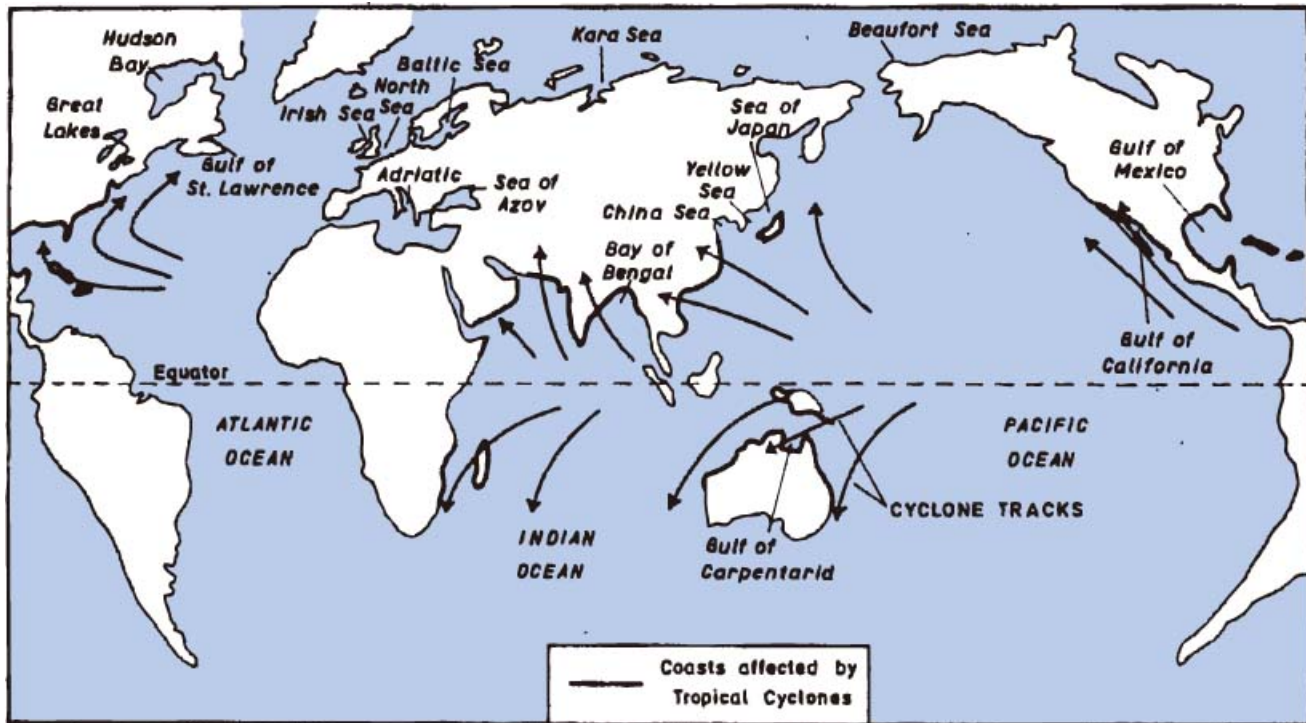 Hudson
Bay
Great
Lakes
Gulf of
St. Lawrence
Irish Sea
North
Sea
Baltic Sea
Adriatic
Sea of
Azov
Kara Sea
Beaufort Sea
Sea of
Japan
Yellow
Sea
China Sea
Bay of
Bengal
Gulf of
Mexico
Gulf of
California
Equator
ATLANTIC
OCEAN
PACIFIC
OCEAN
CYCLONE TRACKS
INDIAN
OCEAN
Gulf of
Carpentarid
Coasts affected by
Tropical Cyclones